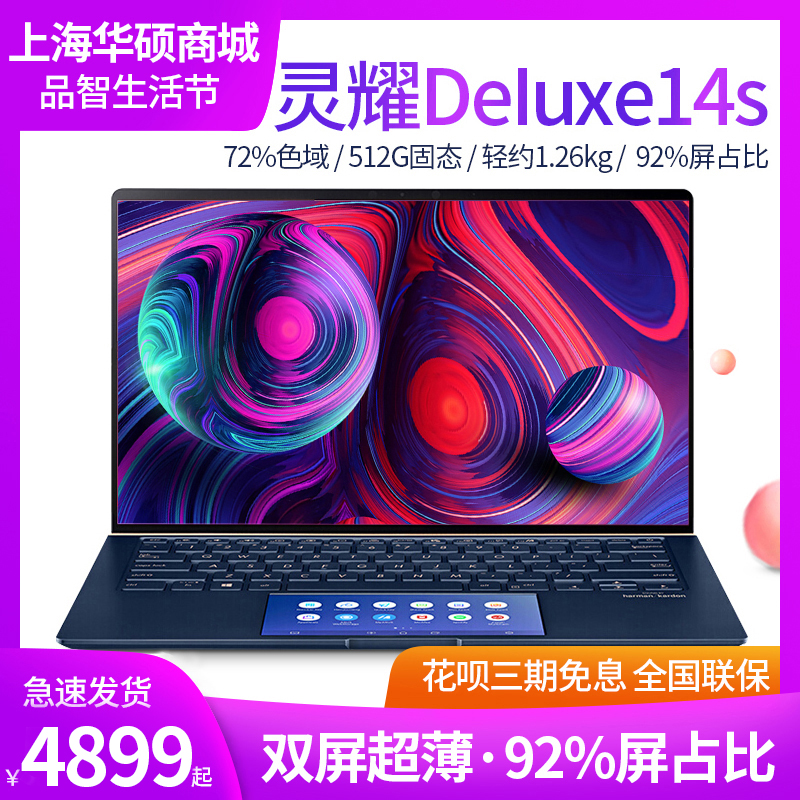 上海华硕商城
品智生活节
灵耀Deluxe14s
72%色域 / 512G固态 / 轻约1.26kg / 92%屏占比
harman / kardon
花呗三期免息 全国联保
急速发货
¥4899起
双屏超薄·92%屏占比